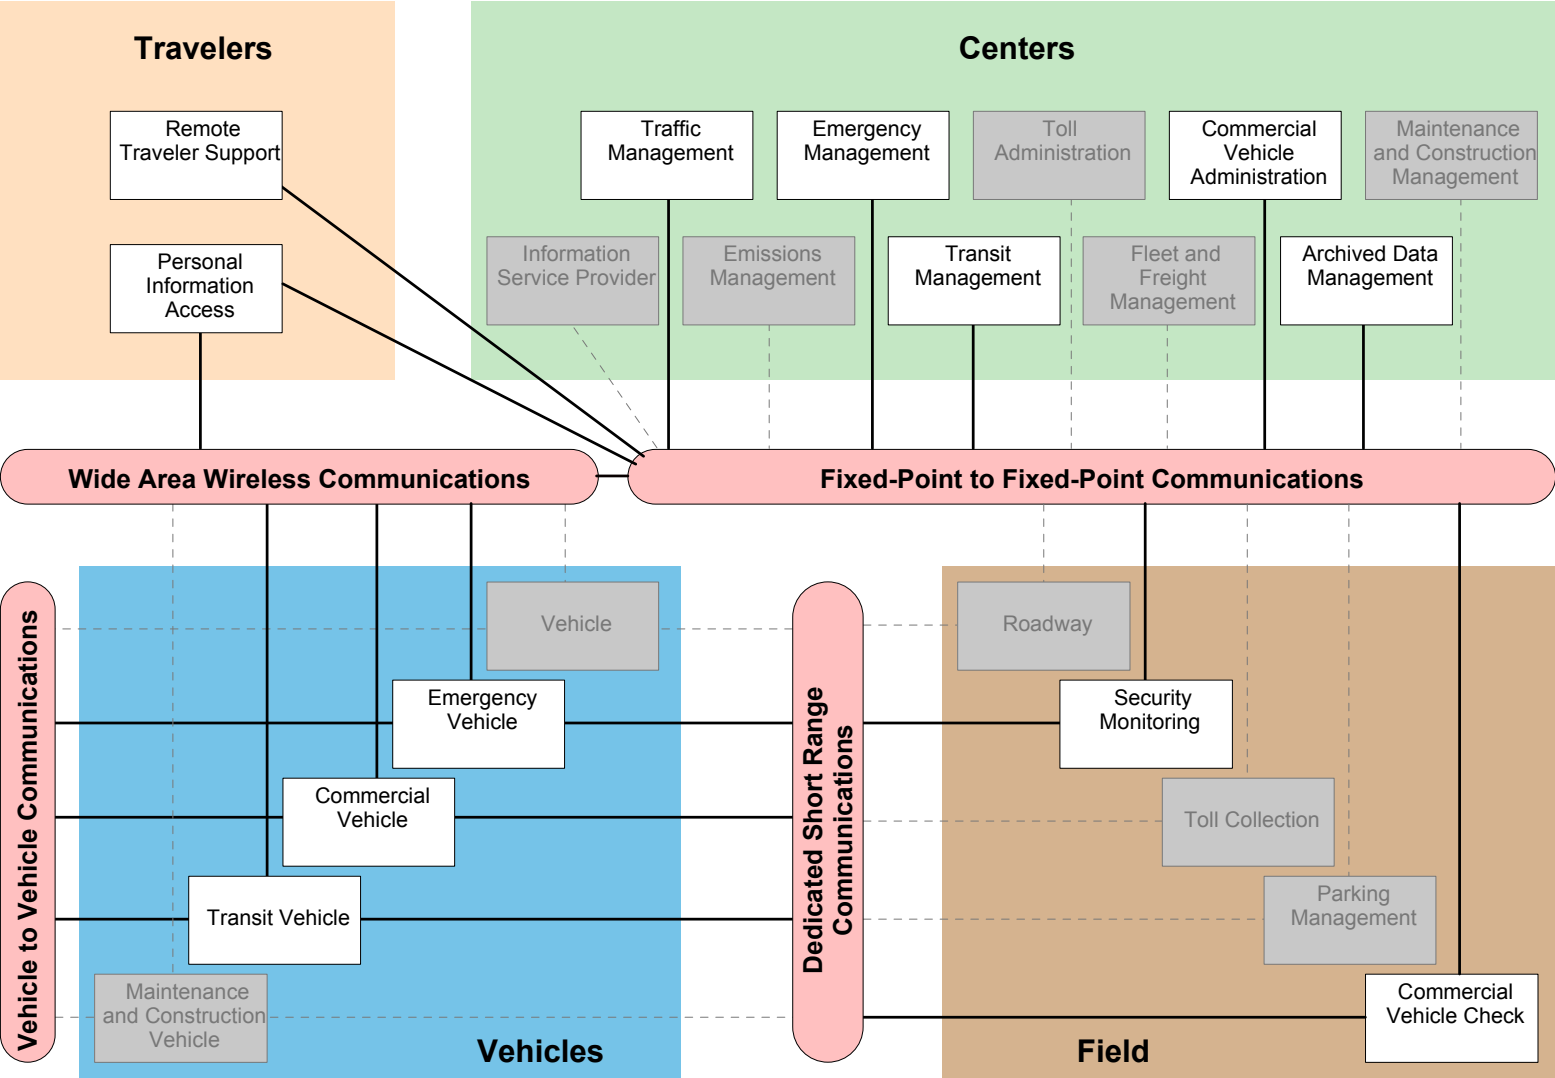 Travelers
Centers
Remote
Traveler Support
Traffic
Management
Emergency
Management
Toll
Administration
Commercial
Vehicle
Administration
Maintenance
and Construction
Management
Personal
Information
Access
Information
Service Provider
Emissions
Management
Transit
Management
Fleet and
Freight
Management
Archived Data
Management
Wide Area Wireless Communications
Fixed-Point to Fixed-Point Communications
Vehicle to Vehicle Communications
Vehicle
Emergency
Vehicle
Commercial
Vehicle
Transit Vehicle
Maintenance
and Construction
Vehicle
Vehicles
Dedicated Short Range
Communications
Roadway
Security
Monitoring
Toll Collection
Parking
Management
Commercial
Vehicle Check
Field